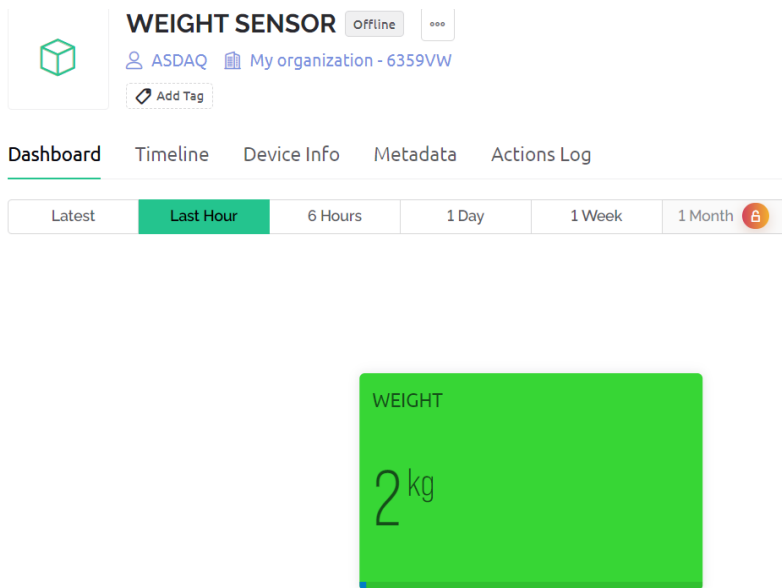 WEIGHT SENSOR Offline
ASDAQ My organization - 6359VW
Add Tag
Dashboard Timeline Device Info Metadata Actions Log
Latest Last Hour 6 Hours 1 Day 1 Week 1 Month
WEIGHT
2 kg